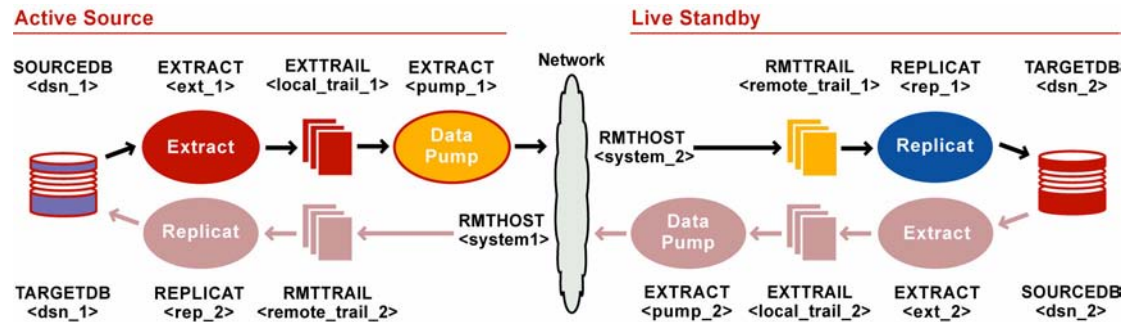 Active Source
Live Standby
SOURCEDB
<dsn_1>
EXTRACT
<ext_1>
EXTTRAIL
<local_trail_1>
EXTRACT
<pump_1>
Network
RMTTRAIL
<remote_trail_1>
REPLICAT
<rep_1>
TARGETDB
<dsn_2>
Extract
Data
Pump
RMTHOST
<system_2>
Replicat
Replicat
RMTHOST
<system1>
Data
Pump
Extract
TARGETDB
<dsn_1>
REPLICAT
<rep_2>
RMTTRAIL
<remote_trail_2>
EXTRACT
<pump_2>
EXTTRAIL
<local_trail_2>
EXTRACT
<ext_2>
SOURCEDB
<dsn_2>